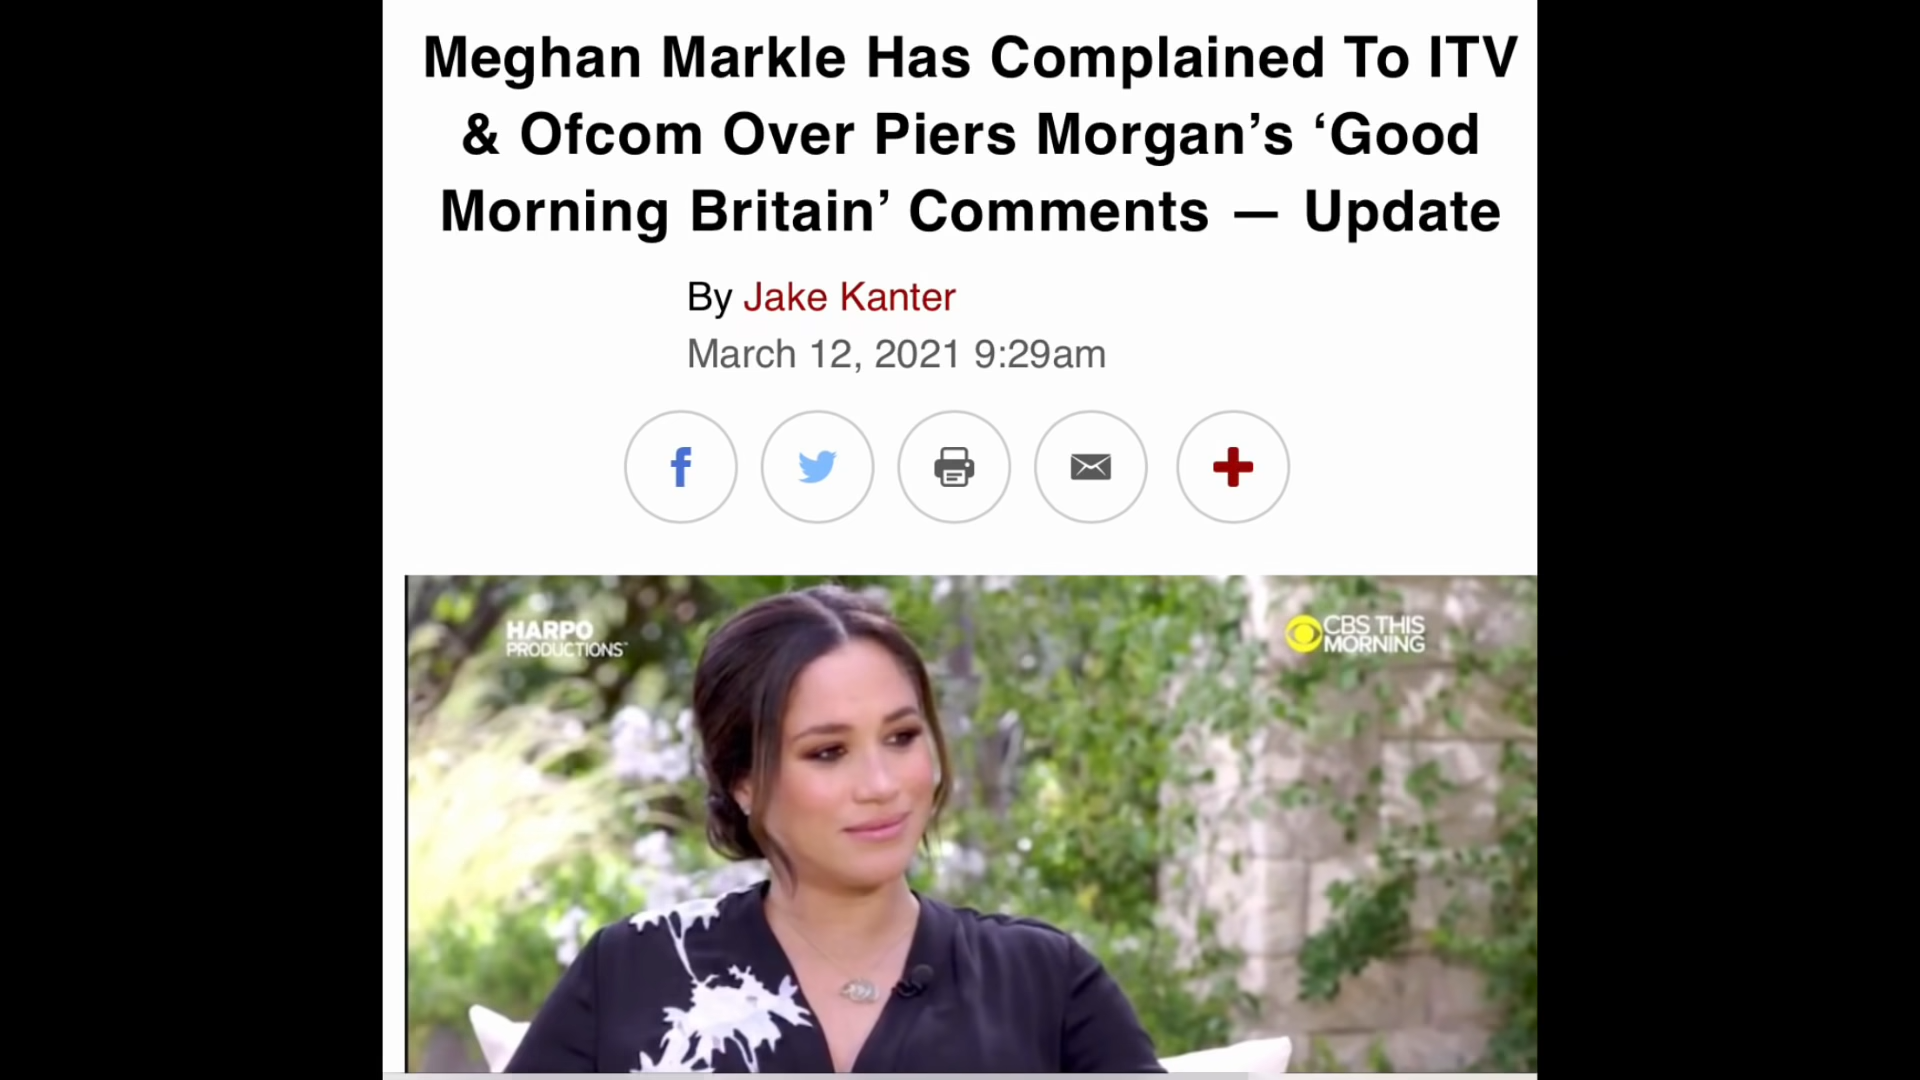 Meghan Markle Has Complained To ITV
& Ofcom Over Piers Morgan’s ‘Good
Morning Britain’ Comments — Update
By Jake Kanter
March 12, 2021 9:29am
HARPO
PRODUCTIONS
CBS THIS
MORNING